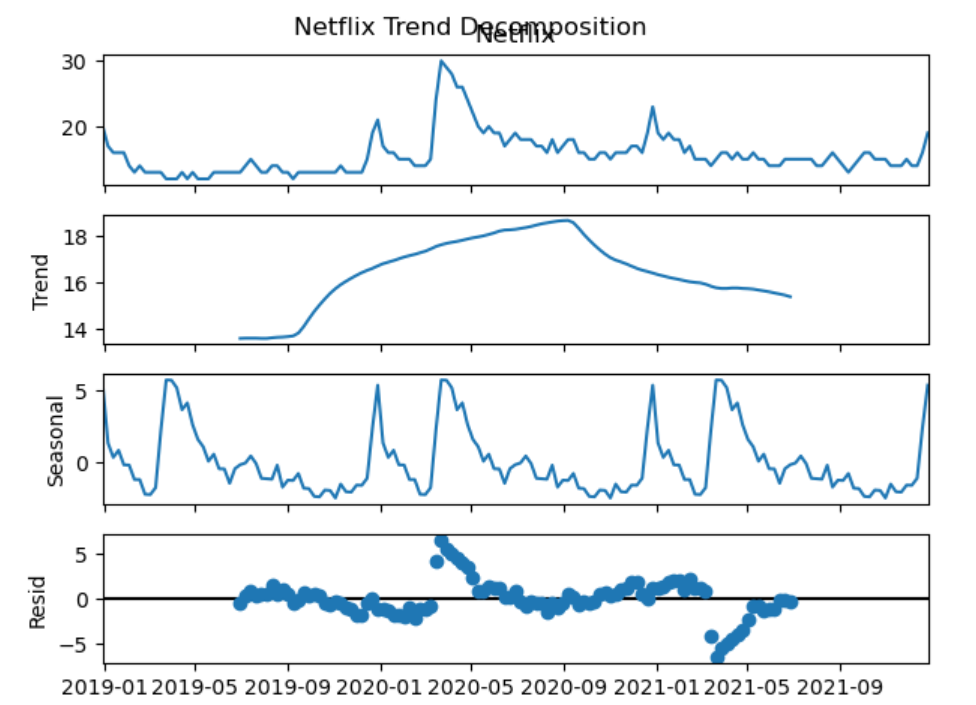 Netflix Trend Decomposition
Netflix
30
20
18
16
14
Trend
5
0
Seasonal
5
0
−5
Resid
2019-01 2019-05 2019-09 2020-01 2020-05 2020-09 2021-01 2021-05 2021-09